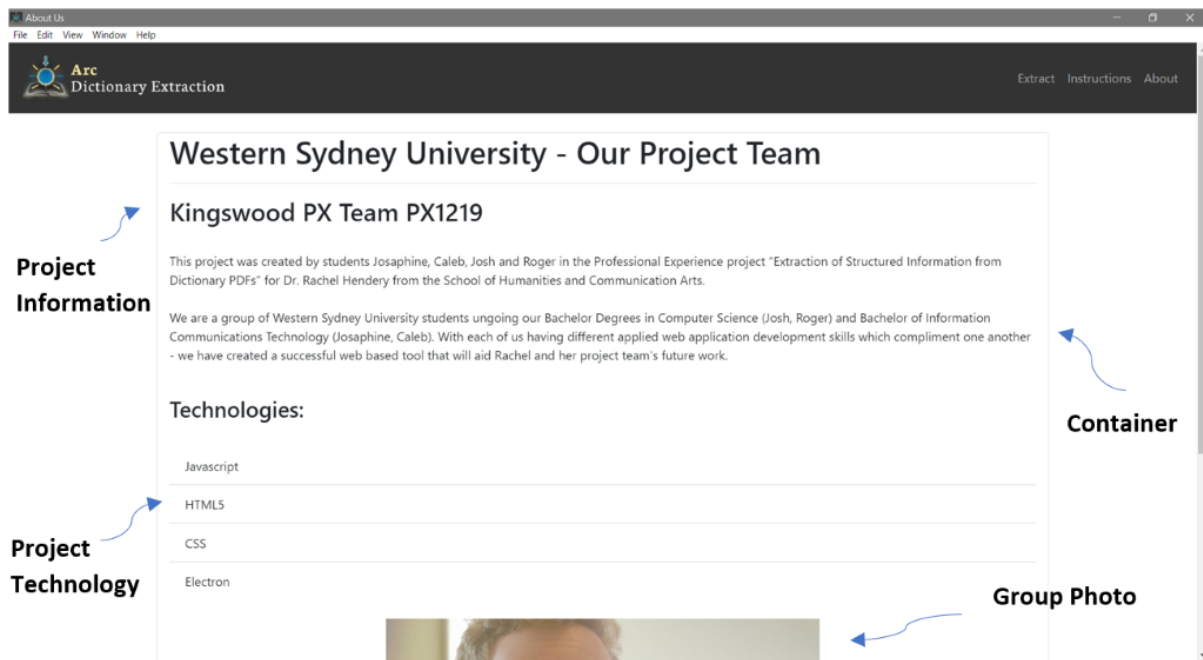 About Us
File Edit View Window Help
Arc
Dictionary Extraction
Extract Instructions About
Western Sydney University - Our Project Team
Kingswood PX Team PX1219
Project
Information
This project was created by students Josaphine, Caleb, Josh and Roger in the Professional Experience project "Extraction of Structured Information from
Dictionary PDFs" for Dr. Rachel Hendery from the School of Humanities and Communication Arts.
We are a group of Western Sydney University students ungoing our Bachelor Degrees in Computer Science (Josh, Roger) and Bachelor of Information
Communications Technology (Josaphine, Caleb). With each of us having different applied web application development skills which compliment one another
- we have created a successful web based tool that will aid Rachel and her project team's future work.
Container
Technologies:
Javascript
HTML5
CSS
Electron
Project
Technology
Group Photo